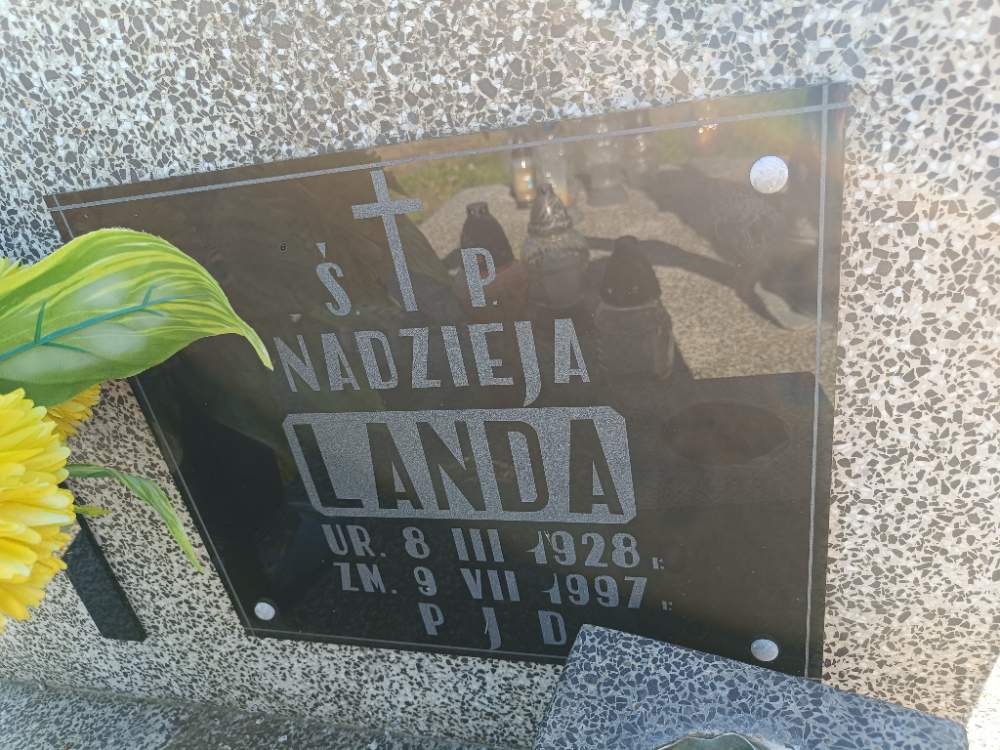 Ś. P.
NADZIEJA
LANDA
UR. 8 III 1928 r.
ZM. 9 VII 1997 r.
P J D